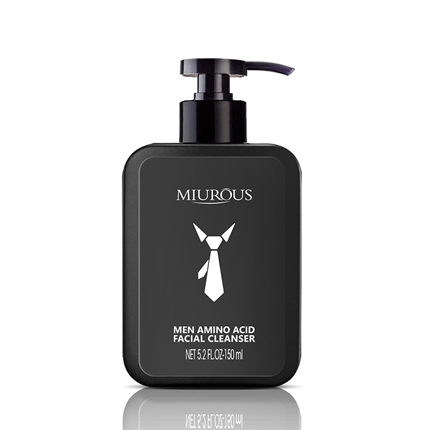 MIUROUS
MEN AMINO ACID
FACIAL CLEANSER
NET 5.2 FL.OZ-150 ml